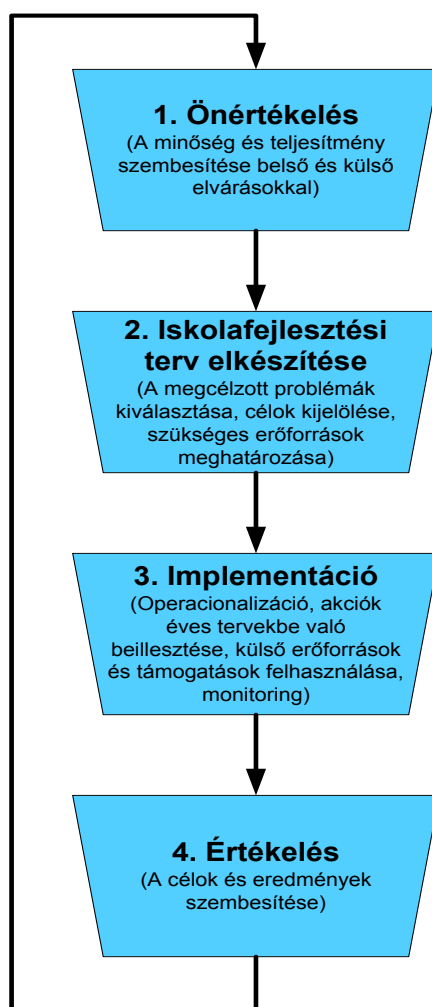 1. Önértékelés
(A minőség és teljesítmény
szembesítése belső és külső
elvárásokkal)
2. Iskolafejlesztési
terv elkészítése
(A megcélzott problémák
kiválasztása, célok kijelölése,
szükséges erőforrások
meghatározása)
3. Implementáció
(Operacionalizáció, akciók
éves tervekbe való
beillesztése, külső erőforrások
és támogatások felhasználása,
monitoring)
4. Értékelés
(A célok és eredmények
szembesítése)